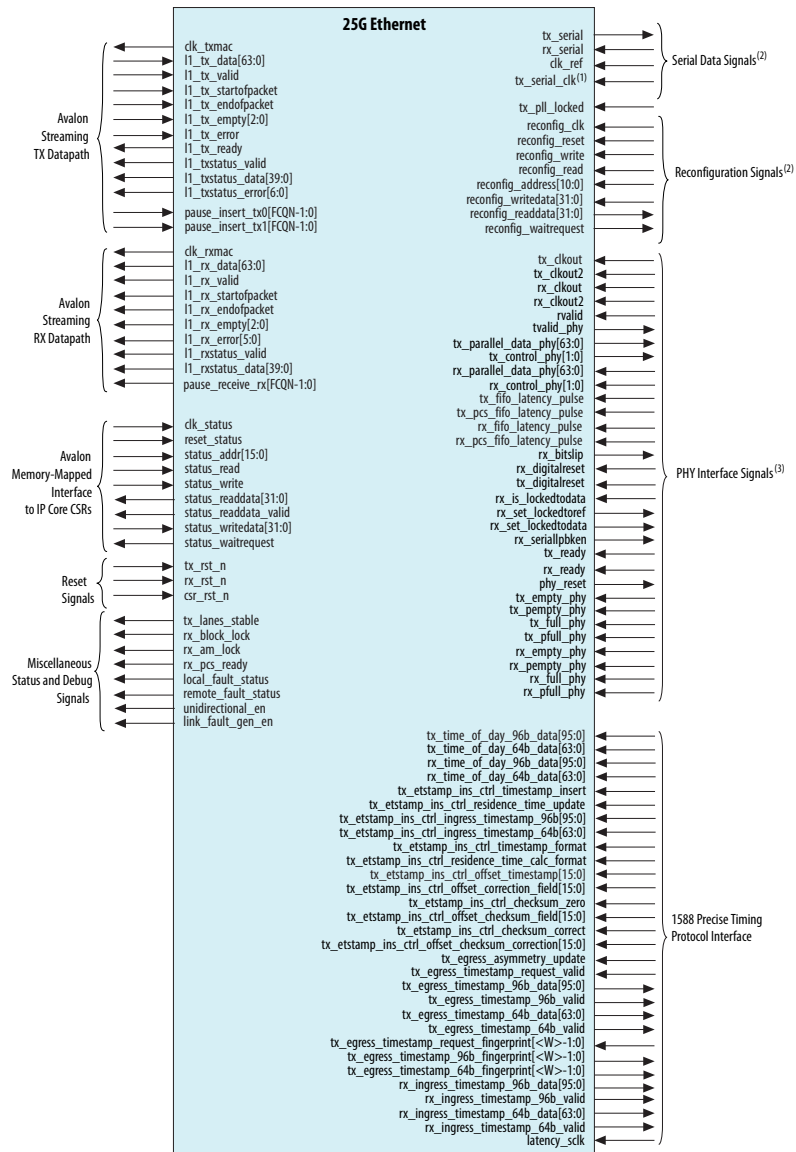 25G Ethernet
Avalon
Streaming
TX Datapath
clk_txmac
l1_tx_data[63:0]
l1_tx_valid
l1_tx_startofpacket
l1_tx_endofpacket
l1_tx_empty[2:0]
l1_tx_error
l1_tx_ready
l1_txstatus_valid
l1_txstatus_data[39:0]
l1_txstatus_error[6:0]
pause_insert_tx0[FCQN-1:0]
pause_insert_tx1[FCQN-1:0]
Avalon
Streaming
RX Datapath
clk_rxmac
l1_rx_data[63:0]
l1_rx_valid
l1_rx_startofpacket
l1_rx_endofpacket
l1_rx_empty[2:0]
l1_rx_error[5:0]
l1_rxstatus_valid
l1_rxstatus_data[39:0]
pause_receive_rx[FCQN-1:0]
Avalon
Memory-Mapped
Interface
to IP Core CSRs
clk_status
reset_status
status_addr[15:0]
status_read
status_write
status_readdata[31:0]
status_readdata_valid
status_writedata[31:0]
status_waitrequest
Reset
Signals
tx_rst_n
rx_rst_n
csr_rst_n
Miscellaneous
Status and Debug
Signals
tx_lanes_stable
rx_block_lock
rx_am_lock
rx_pcs_ready
local_fault_status
remote_fault_status
unidirectional_en
link_fault_gen_en
tx_serial
rx_serial
clk_ref
tx_serial_clk(1)
Serial Data Signals(2)
tx_pll_locked
reconfig_clk
reconfig_reset
reconfig_write
reconfig_read
reconfig_address[10:0]
reconfig_writedata[31:0]
reconfig_readdata[31:0]
reconfig_waitrequest
Reconfiguration Signals(2)
tx_clkout
tx_clkout2
rx_clkout
rx_clkout2
rvalid
tvalid_phy
tx_parallel_data_phy[63:0]
tx_control_phy[1:0]
rx_parallel_data_phy[63:0]
rx_control_phy[1:0]
tx_fifo_latency_pulse
tx_pcs_fifo_latency_pulse
rx_fifo_latency_pulse
rx_pcs_fifo_latency_pulse
rx_bitslip
rx_digitalreset
tx_digitalreset
rx_is_lockedtodata
rx_set_lockedtoref
rx_set_lockedtodata
rx_seriallpbken
tx_ready
rx_ready
phy_reset
tx_empty_phy
tx_pempty_phy
tx_full_phy
tx_pfull_phy
rx_empty_phy
rx_pempty_phy
rx_full_phy
rx_pfull_phy
PHY Interface Signals(3)
tx_time_of_day_96b_data[95:0]
tx_time_of_day_64b_data[63:0]
rx_time_of_day_96b_data[95:0]
rx_time_of_day_64b_data[63:0]
tx_etstamp_ins_ctrl_timestamp_insert
tx_etstamp_ins_ctrl_residence_time_update
tx_etstamp_ins_ctrl_ingress_timestamp_96b[95:0]
tx_etstamp_ins_ctrl_ingress_timestamp_64b[63:0]
tx_etstamp_ins_ctrl_timestamp_format
tx_etstamp_ins_ctrl_residence_time_calc_format
tx_etstamp_ins_ctrl_offset_timestamp[15:0]
tx_etstamp_ins_ctrl_offset_correction_field[15:0]
tx_etstamp_ins_ctrl_checksum_zero
tx_etstamp_ins_ctrl_offset_checksum_field[15:0]
tx_etstamp_ins_ctrl_checksum_correct
tx_etstamp_ins_ctrl_offset_checksum_correction[15:0]
tx_egress_asymmetry_update
tx_egress_timestamp_request_valid
tx_egress_timestamp_96b_data[95:0]
tx_egress_timestamp_96b_valid
tx_egress_timestamp_64b_data[63:0]
tx_egress_timestamp_64b_valid
tx_egress_timestamp_request_fingerprint[<W>-1:0]
tx_egress_timestamp_96b_fingerprint[<W>-1:0]
tx_egress_timestamp_64b_fingerprint[<W>-1:0]
rx_ingress_timestamp_96b_data[95:0]
rx_ingress_timestamp_96b_valid
rx_ingress_timestamp_64b_data[63:0]
rx_ingress_timestamp_64b_valid
latency_sclk
1588 Precise Timing
Protocol Interface